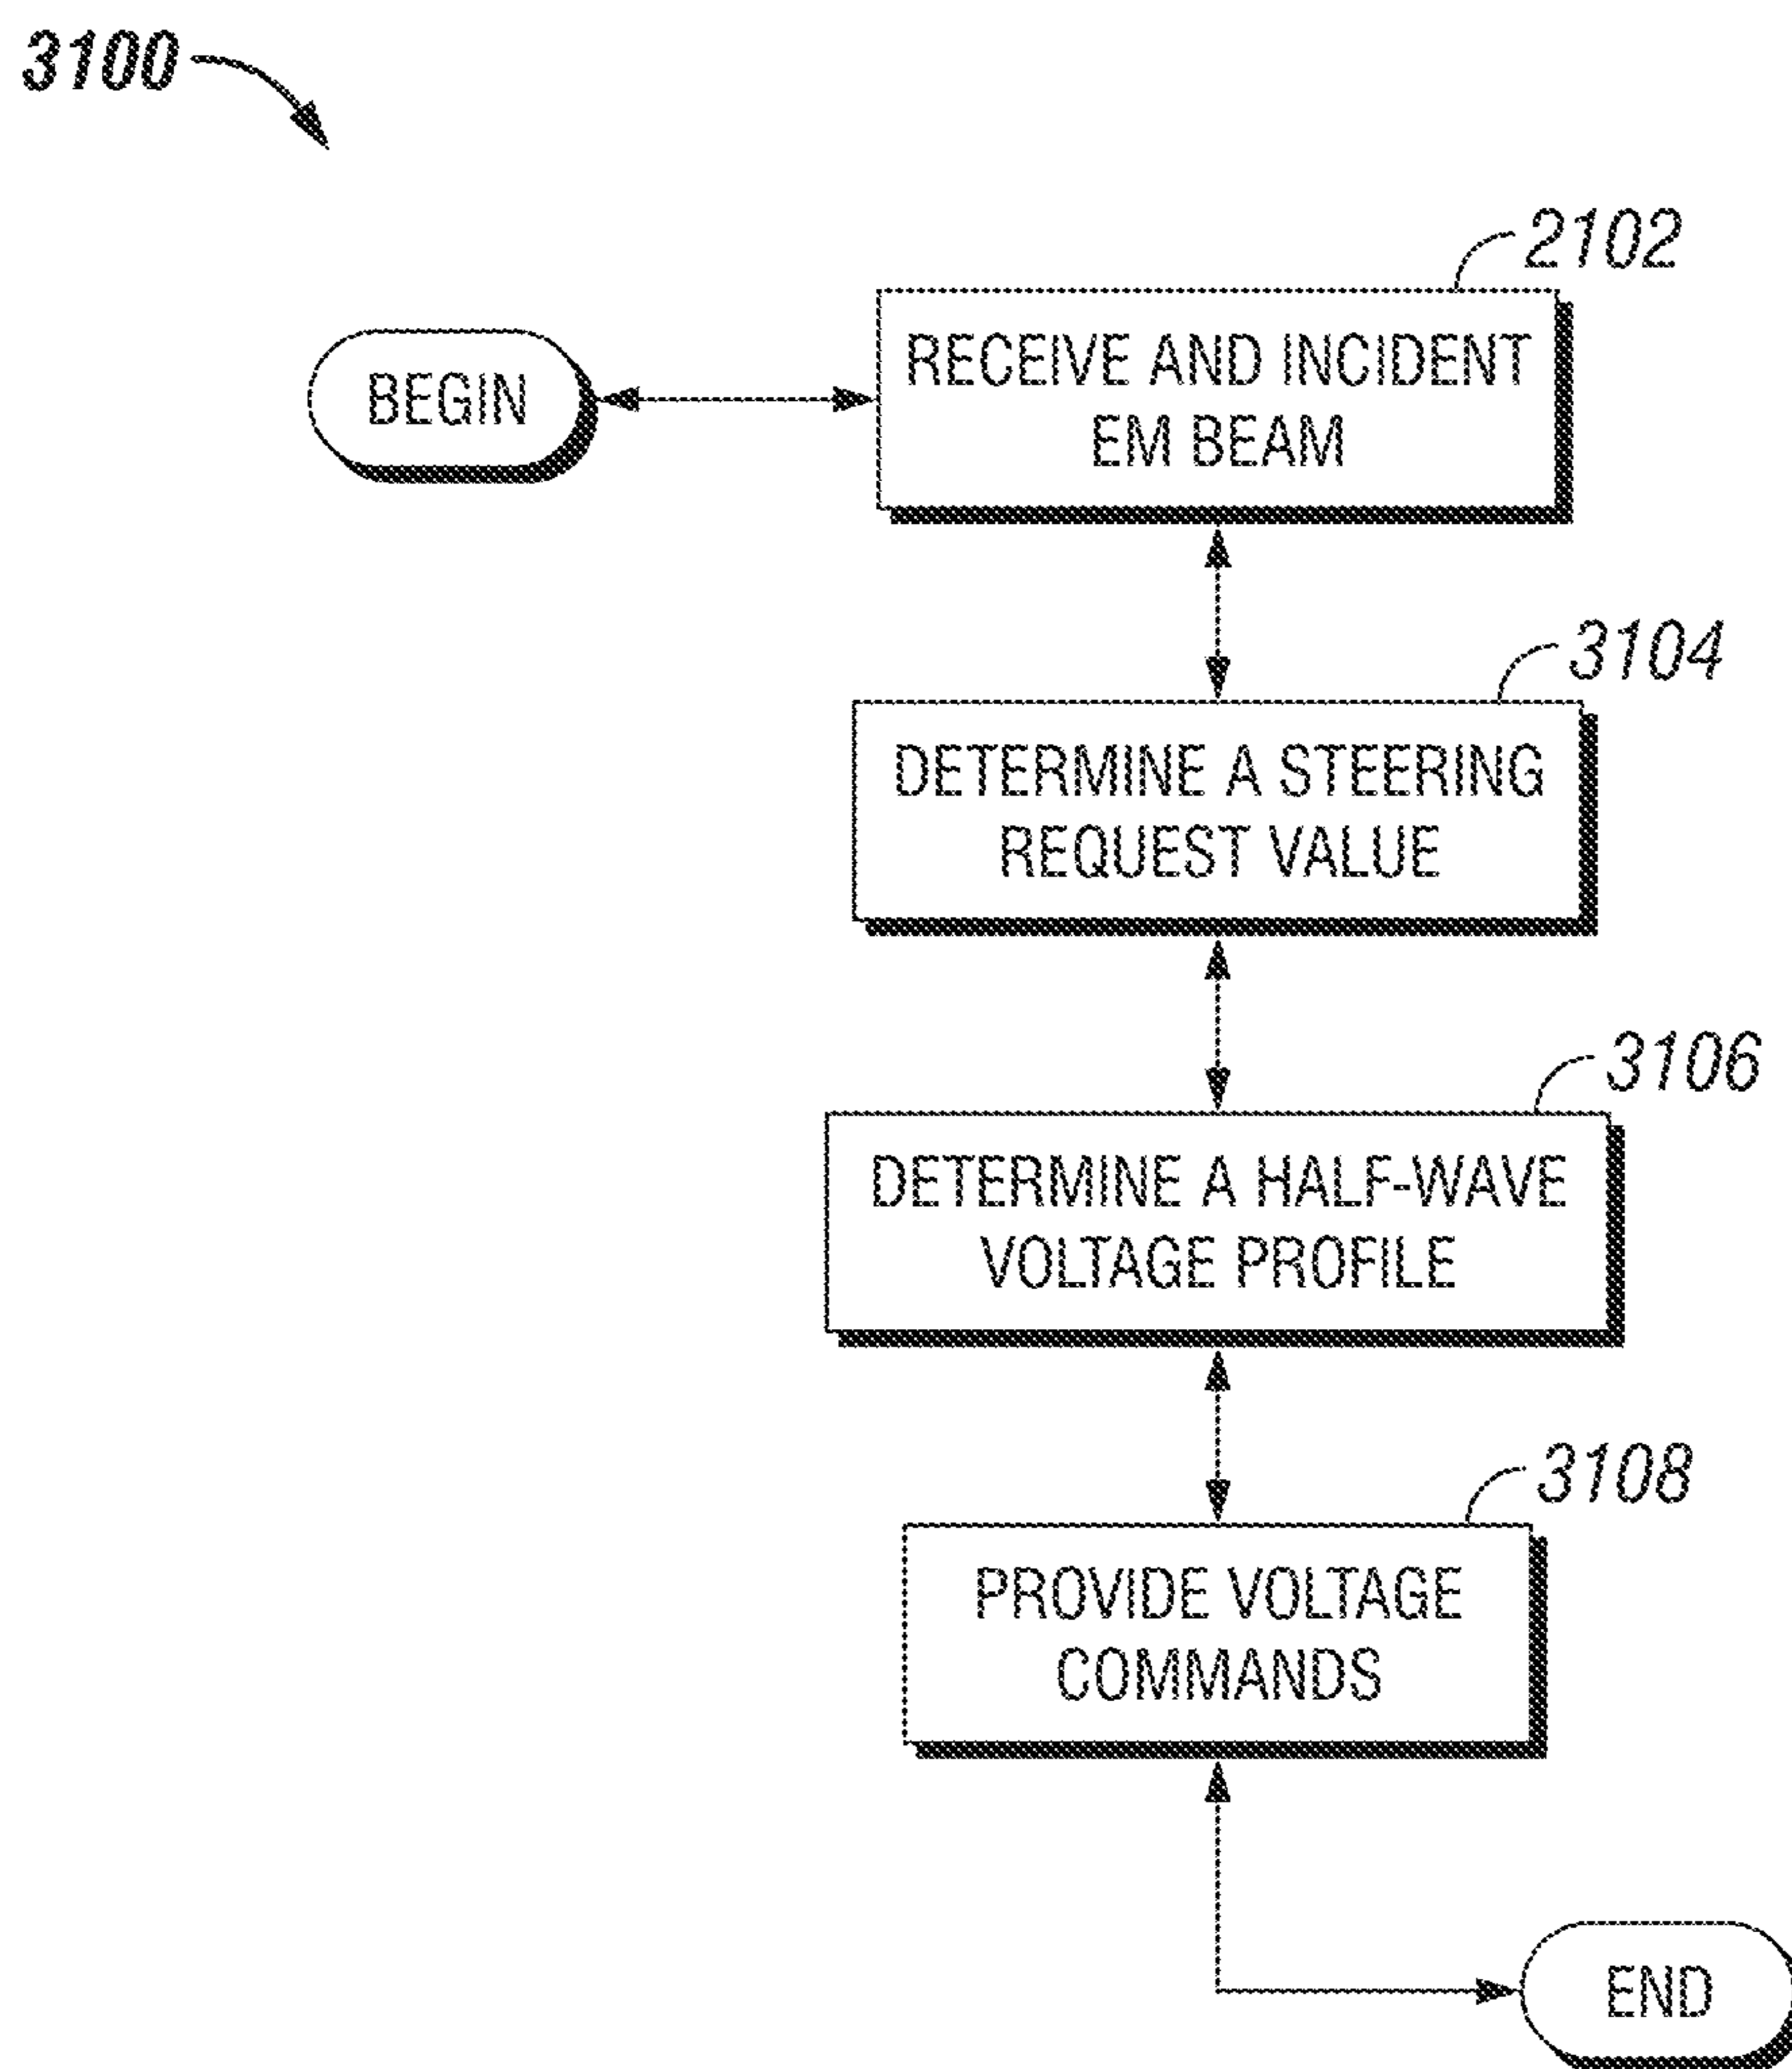 3100
2102
BEGIN
RECEIVE AND INCIDENT
EM BEAM
3104
DETERMINE A STEERING
REQUEST VALUE
3106
DETERMINE A HALF-WAVE
VOLTAGE PROFILE
3108
PROVIDE VOLTAGE
COMMANDS
END